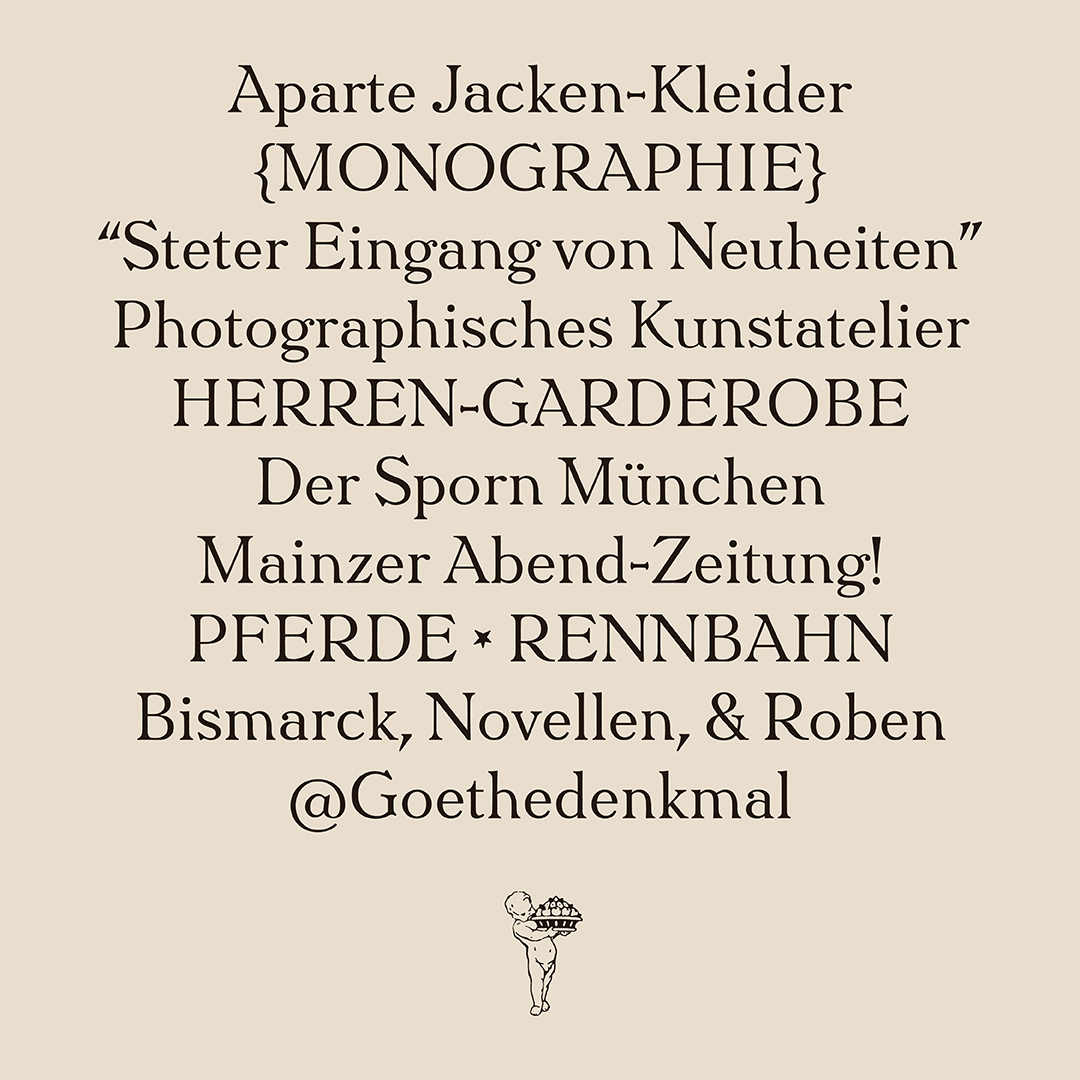 Aparte Jacken-Kleider
{MONOGRAPHIE}
“Steter Eingang von Neuheiten”
Photographisches Kunstatelier
HERREN-GARDEROBE
Der Sporn München
Mainzer Abend-Zeitung!
PFERDE ★ RENNBAHN
Bismarck, Novellen, & Roben
@Goethedenkmal